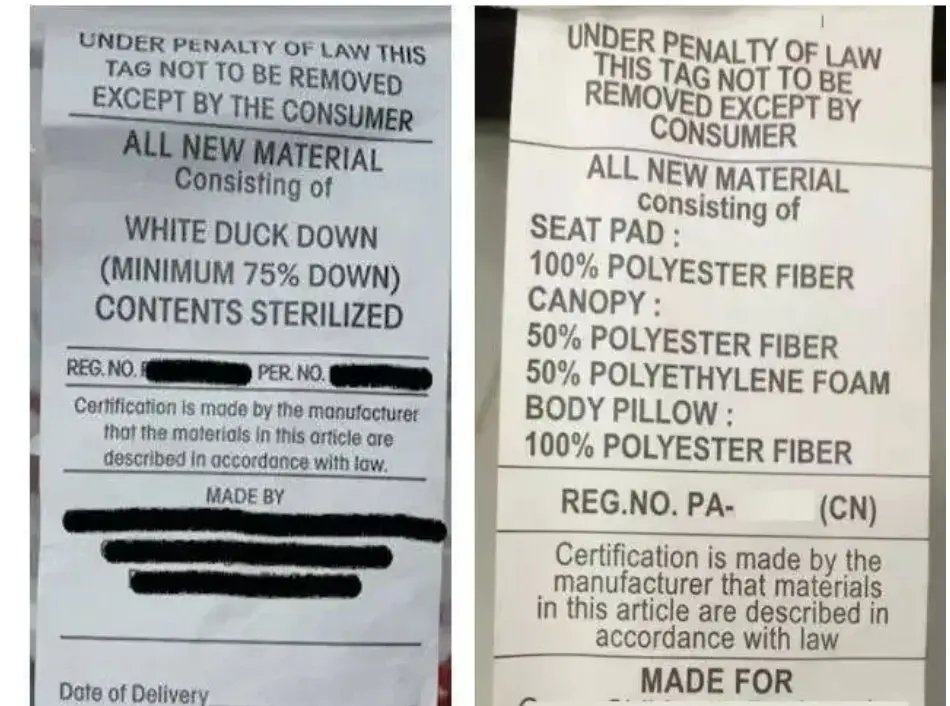 UNDER PENALTY OF LAW THIS
TAG NOT TO BE REMOVED
EXCEPT BY THE CONSUMER
ALL NEW MATERIAL
Consisting of
WHITE DUCK DOWN
(MINIMUM 75% DOWN)
CONTENTS STERILIZED
REG. NO. PER. NO.
Certification is made by the manufacturer
that the materials in this article are
described in accordance with law.
MADE BY
Date of Delivery
UNDER PENALTY OF LAW
THIS TAG NOT TO BE
REMOVED EXCEPT BY
CONSUMER
ALL NEW MATERIAL
consisting of
SEAT PAD :
100% POLYESTER FIBER
CANOPY :
50% POLYESTER FIBER
50% POLYETHYLENE FOAM
BODY PILLOW :
100% POLYESTER FIBER
REG.NO. PA- (CN)
Certification is made by the
manufacturer that materials
in this article are described in
accordance with law
MADE FOR